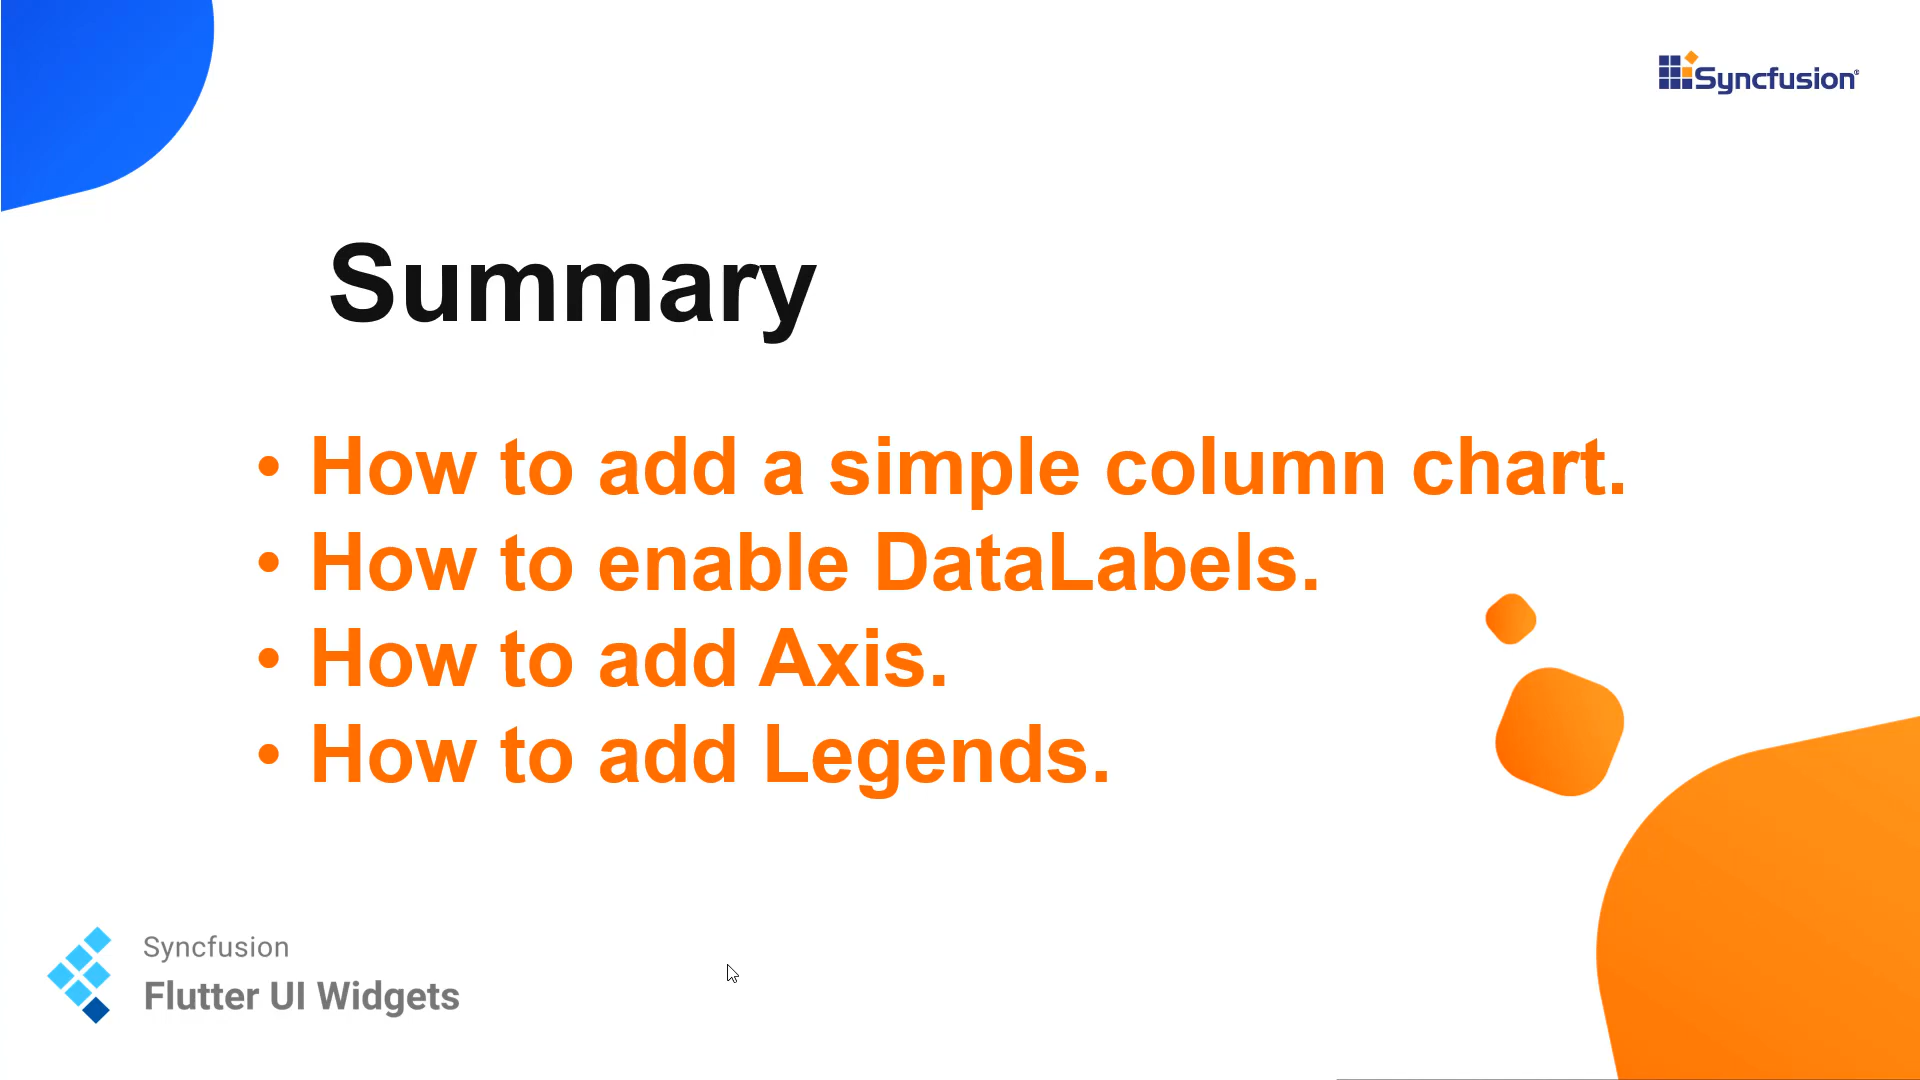 Syncfusion
Summary
• How to add a simple column chart.
• How to enable DataLabels.
• How to add Axis.
• How to add Legends.
Syncfusion
Flutter UI Widgets